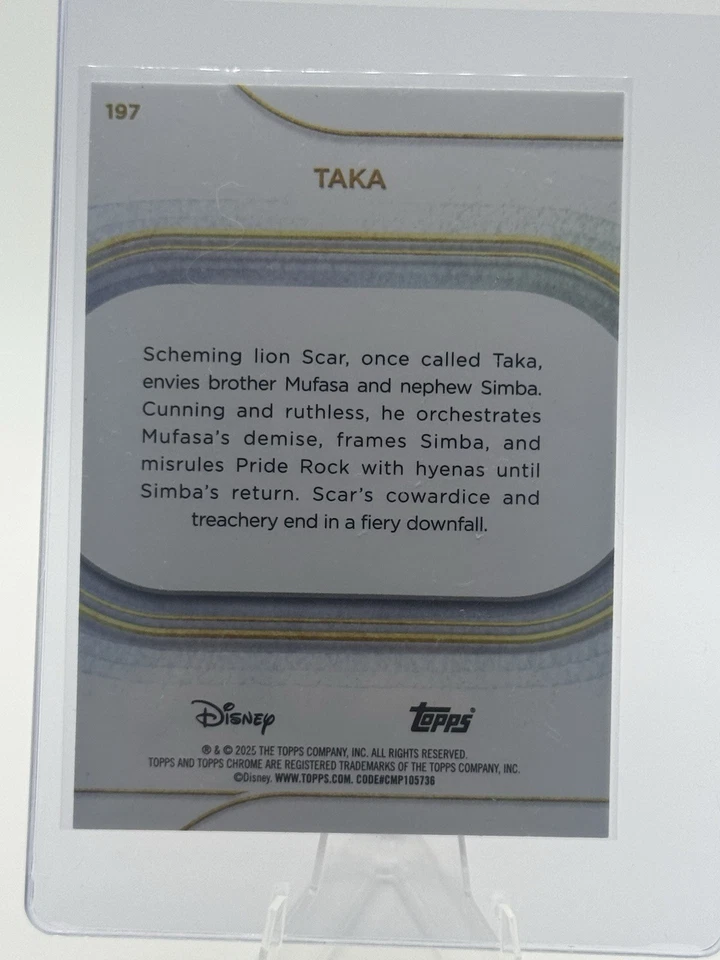 197
TAKA
Scheming lion Scar, once called Taka,
envies brother Mufasa and nephew Simba.
Cunning and ruthless, he orchestrates
Mufasa's demise, frames Simba, and
misrules Pride Rock with hyenas until
Simba's return. Scar's cowardice and
treachery end in a fiery downfall.
Disney topps
® & © 2025 THE TOPPS COMPANY, INC. ALL RIGHTS RESERVED.
TOPPS AND TOPPS CHROME ARE REGISTERED TRADEMARKS OF THE TOPPS COMPANY, INC.
©Disney. WWW.TOPPS.COM. CODE#CMP105736